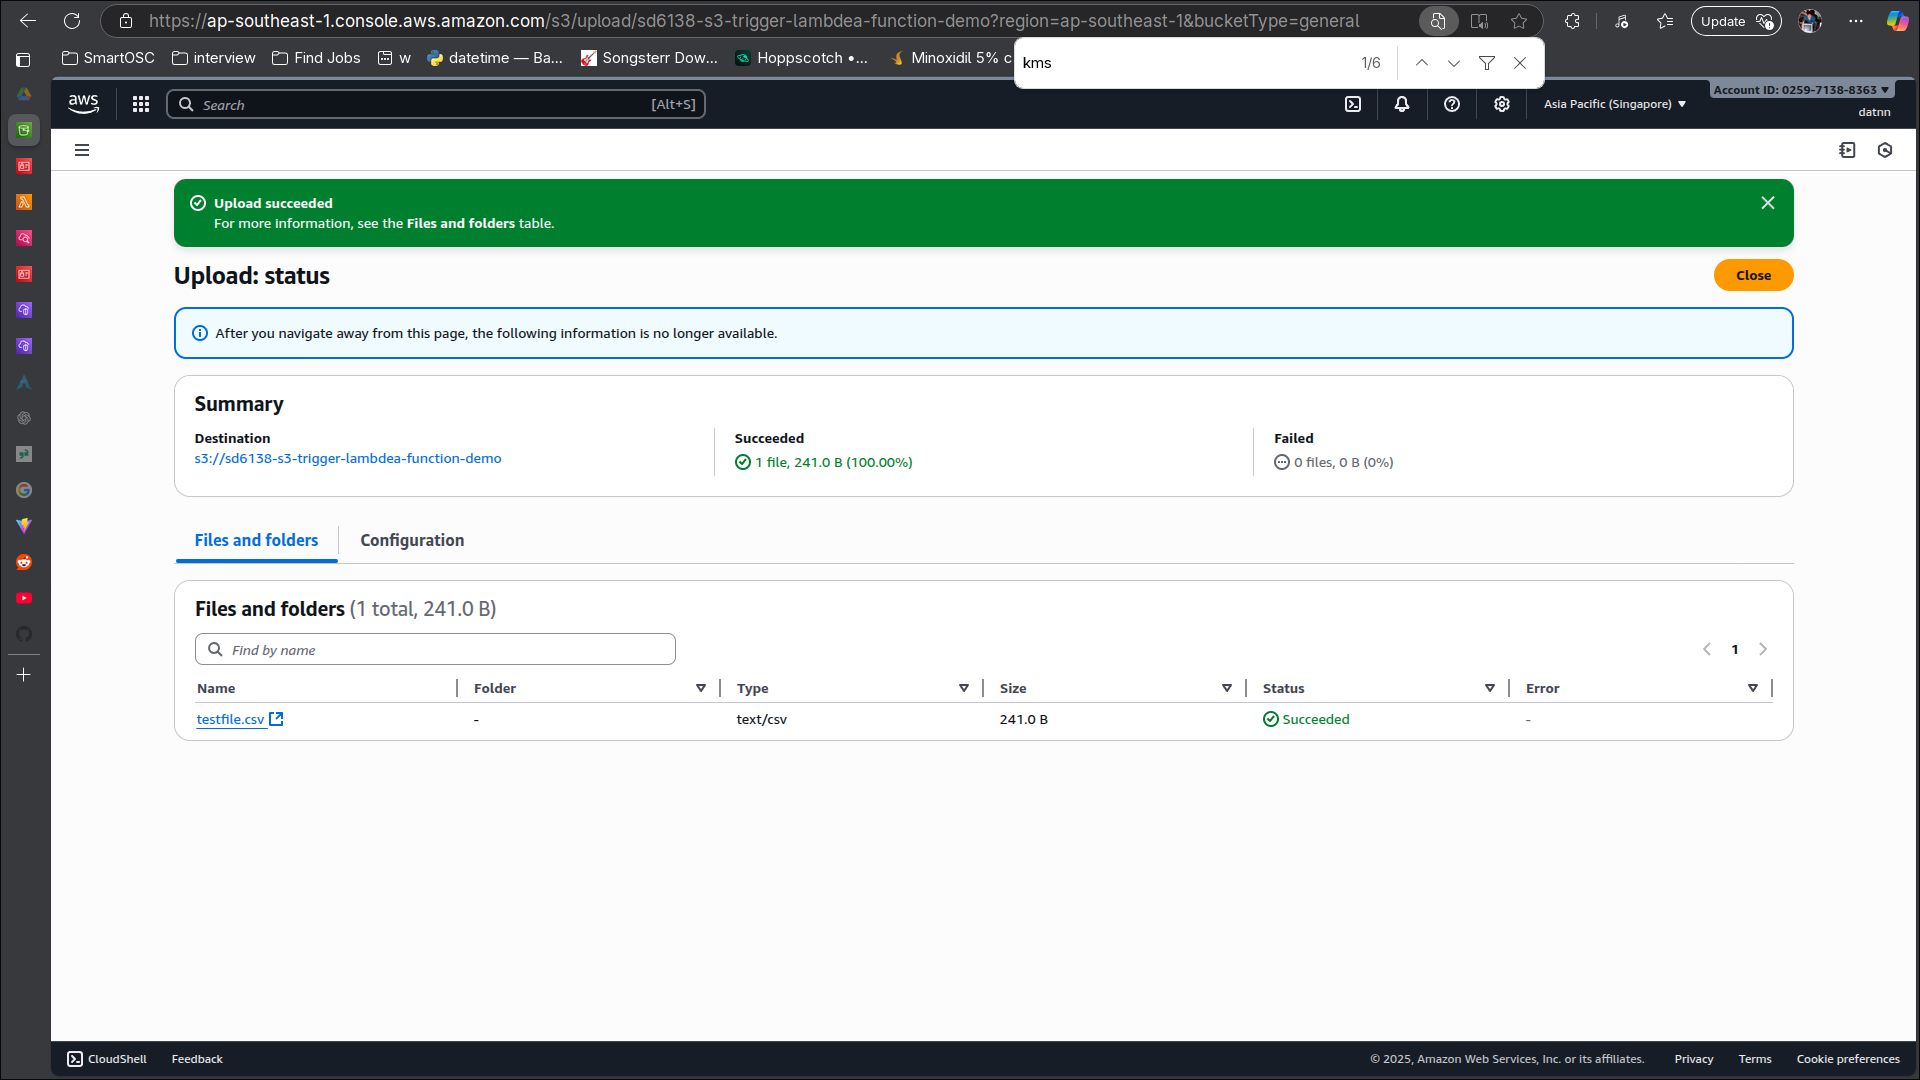 https://ap-southeast-1.console.aws.amazon.com/s3/upload/sd6138-s3-trigger-lambdea-function-demo?region=ap-southeast-1&bucketType=general
Update
SmartOSC
interview
Find Jobs
w
datetime — Ba...
Songsterr Dow...
Hoppscotch •...
Minoxidil 5% c
kms
1/6
aws
Search
[Alt+S]
Asia Pacific (Singapore)
Account ID: 0259-7138-8363
datnn
Upload succeeded
For more information, see the Files and folders table.
Upload: status
Close
After you navigate away from this page, the following information is no longer available.
Summary
Destination
s3://sd6138-s3-trigger-lambdea-function-demo
Succeeded
1 file, 241.0 B (100.00%)
Failed
0 files, 0 B (0%)
Files and folders
Configuration
Files and folders (1 total, 241.0 B)
Find by name
1
Name Folder Type Size Status Error
testfile.csv - text/csv 241.0 B Succeeded -
CloudShell
Feedback
© 2025, Amazon Web Services, Inc. or its affiliates.
Privacy
Terms
Cookie preferences